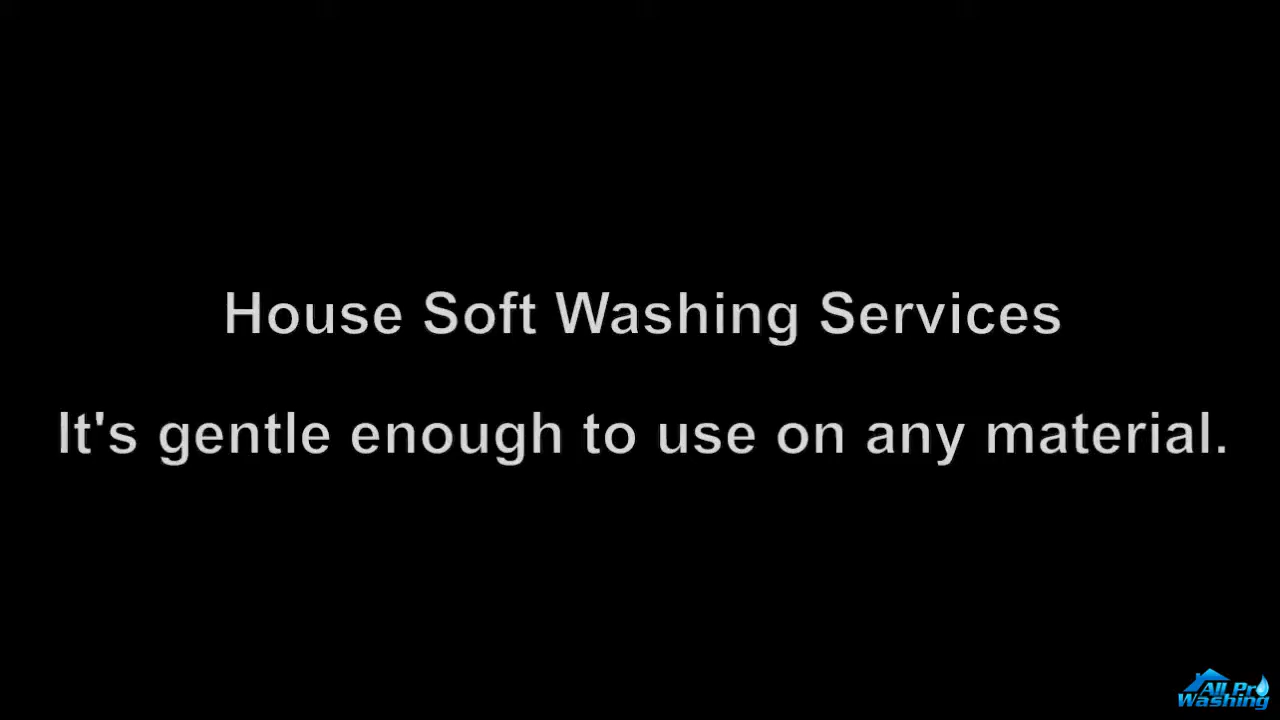 House Soft Washing Services
It's gentle enough to use on any material.
All Pro
Washing